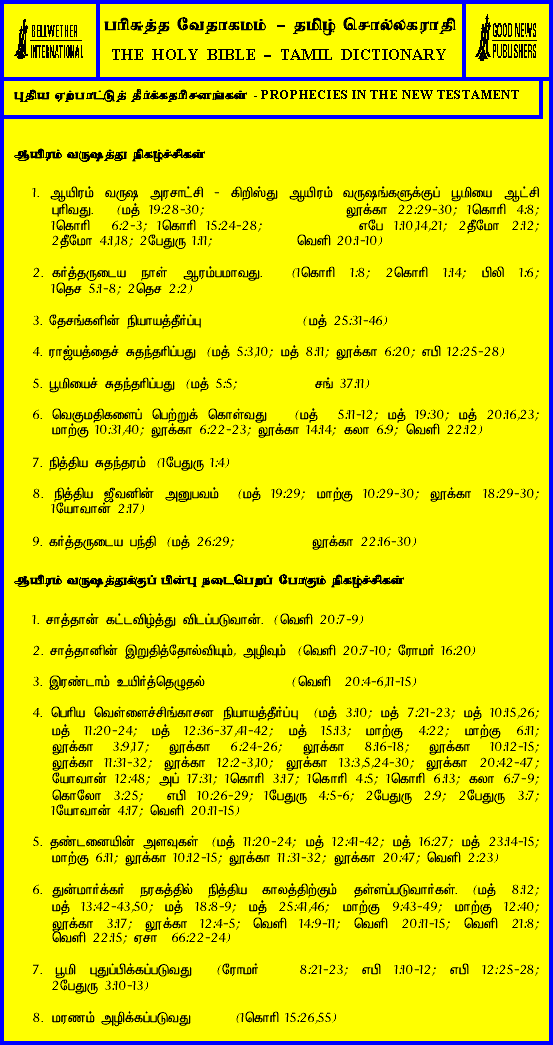 BELLWETHER
INTERNATIONAL
பரிசுத்த வேதாகமம் – தமிழ் சொல்லகராதி
THE HOLY BIBLE – TAMIL DICTIONARY
GOOD NEWS
PUBLISHERS
புதிய ஏற்பாட்டுத் தீர்க்கதரிசனங்கள் - PROPHECIES IN THE NEW TESTAMENT
ஆயிரம் வருஷத்து நிகழ்ச்சிகள்
1. ஆயிரம் வருஷ அரசாட்சி - கிறிஸ்து ஆயிரம் வருஷங்களுக்குப் பூமியை ஆட்சி
புரிவது. (மத் 19:28-30; லூக்கா 22:29-30; 1கொரி 4:8;
1கொரி 6:2-3; 1கொரி 15:24-28; எபே 1:10,14,21; 2தீமோ 2:12;
2தீமோ 4:1,18; 2பேதுரு 1:11; வெளி 20:1-10)
2. கர்த்தருடைய நாள் ஆரம்பமாவது. (1கொரி 1:8; 2கொரி 1:14; பிலி 1:6;
1தெச 5:1-8; 2தெச 2:2)
3. தேசங்களின் நியாயத்தீர்ப்பு (மத் 25:31-46)
4. ராஜ்யத்தைச் சுதந்தரிப்பது (மத் 5:3,10; மத் 8:11; லூக்கா 6:20; எபி 12:25-28)
5. பூமியைச் சுதந்தரிப்பது (மத் 5:5; சங் 37:11)
6. வெகுமதிகளைப் பெற்றுக் கொள்வது (மத் 5:11-12; மத் 19:30; மத் 20:16,23;
மாற்கு 10:31,40; லூக்கா 6:22-23; லூக்கா 14:14; கலா 6:9; வெளி 22:12)
7. நித்திய சுதந்தரம் (1பேதுரு 1:4)
8. நித்திய ஜீவனின் அனுபவம் (மத் 19:29; மாற்கு 10:29-30; லூக்கா 18:29-30;
1யோவான் 2:17)
9. கர்த்தருடைய பந்தி (மத் 26:29; லூக்கா 22:16-30)
ஆயிரம் வருஷத்துக்குப் பின்பு நடைபெறப் போகும் நிகழ்ச்சிகள்
1. சாத்தான் கட்டவிழ்த்து விடப்படுவான். (வெளி 20:7-9)
2. சாத்தானின் இறுதித்தோல்வியும், அழிவும் (வெளி 20:7-10; ரோமர் 16:20)
3. இரண்டாம் உயிர்த்தெழுதல் (வெளி 20:4-6,11-15)
4. பெரிய வெள்ளைச்சிங்காசன நியாயத்தீர்ப்பு (மத் 3:10; மத் 7:21-23; மத் 10:15,26;
மத் 11:20-24; மத் 12:36-37,41-42; மத் 15:13; மாற்கு 4:22; மாற்கு 6:11;
லூக்கா 3:9,17; லூக்கா 6:24-26; லூக்கா 8:16-18; லூக்கா 10:12-15;
லூக்கா 11:31-32; லூக்கா 12:2-3,10; லூக்கா 13:3,5,24-30; லூக்கா 20:42-47;
யோவான் 12:48; அப் 17:31; 1கொரி 3:17; 1கொரி 4:5; 1கொரி 6:13; கலா 6:7-9;
கொலோ 3:25; எபி 10:26-29; 1பேதுரு 4:5-6; 2பேதுரு 2:9; 2பேதுரு 3:7;
1யோவான் 4:17; வெளி 20:11-15)
5. தண்டனையின் அளவுகள் (மத் 11:20-24; மத் 12:41-42; மத் 16:27; மத் 23:14-15;
மாற்கு 6:11; லூக்கா 10:12-15; லூக்கா 11:31-32; லூக்கா 20:47; வெளி 2:23)
6. துன்மார்க்கர் நரகத்தில் நித்திய காலத்திற்கும் தள்ளப்படுவார்கள். (மத் 8:12;
மத் 13:42-43,50; மத் 18:8-9; மத் 25:41,46; மாற்கு 9:43-49; மாற்கு 12:40;
லூக்கா 3:17; லூக்கா 12:4-5; வெளி 14:9-11; வெளி 20:11-15; வெளி 21:8;
வெளி 22:15; ஏசா 66:22-24)
7. பூமி புதுப்பிக்கப்படுவது (ரோமர் 8:21-23; எபி 1:10-12; எபி 12:25-28;
2பேதுரு 3:10-13)
8. மரணம் அழிக்கப்படுவது (1கொரி 15:26,55)